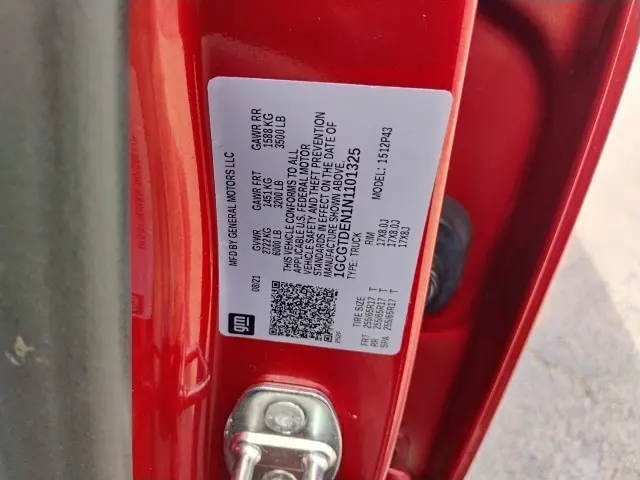 gm
MFD BY GENERAL MOTORS LLC
08/21 GVWR GAWR FRT GAWR RR
2722 KG 1451 KG 1588 KG
6000 LB 3200 LB 3500 LB
THIS VEHICLE CONFORMS TO ALL
APPLICABLE U.S. FEDERAL MOTOR
VEHICLE SAFETY AND THEFT PREVENTION
STANDARDS IN EFFECT ON THE DATE OF
MANUFACTURE SHOWN ABOVE.
1GCGTDEN1N1101325
TYPE: TRUCK MODEL: 1512P43
TIRE SIZE RIM
FRT 255/65R17 T 17X8.0J
RR 255/65R17 T 17X8.0J
SPA 255/65R17 T 17X8J